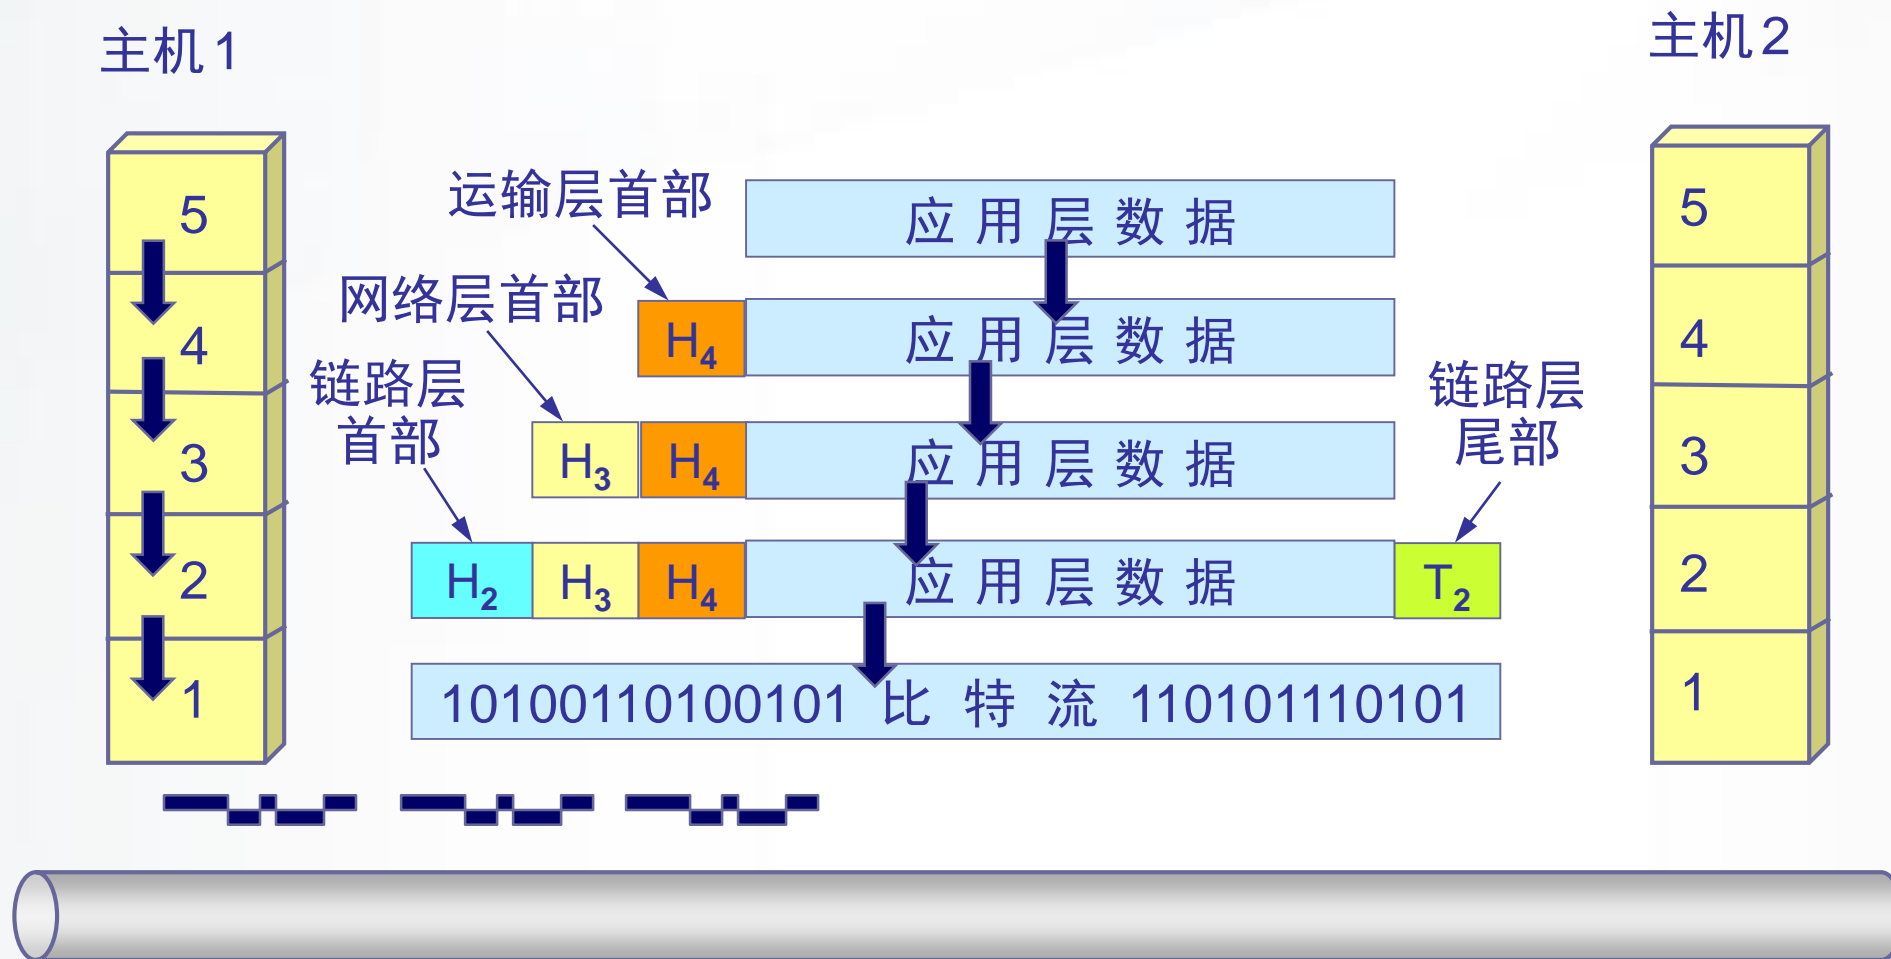 主机1
主机2
5
4
3
2
1
运输层首部
网络层首部
链路层
首部
应用层数据
H4 应用层数据
H3 H4 应用层数据
H2 H3 H4 应用层数据 T2
10100110100101 比特流 110101110101
链路层
尾部
5
4
3
2
1